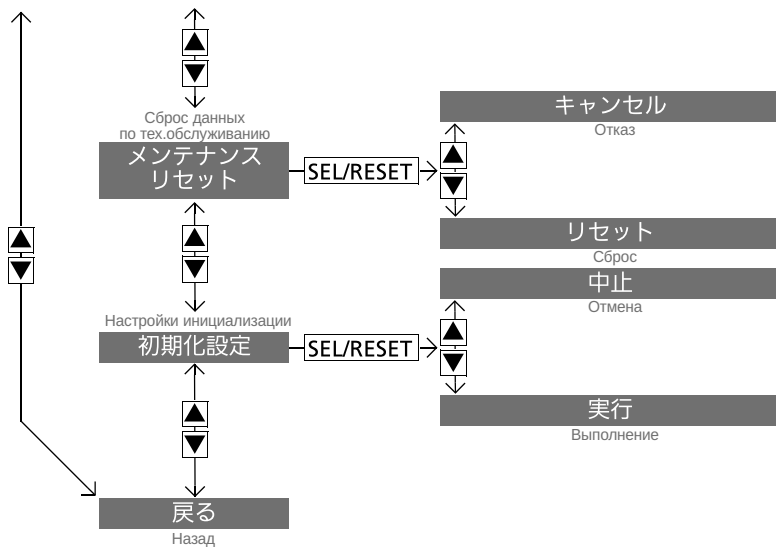 Сброс данных
по тех.обслуживанию
メンテナンス
リセット
SEL/RESET
キャンセル
Отказ
リセット
Сброс
Настройки инициализации
初期化設定
SEL/RESET
中止
Отмена
実行
Выполнение
戻る
Назад